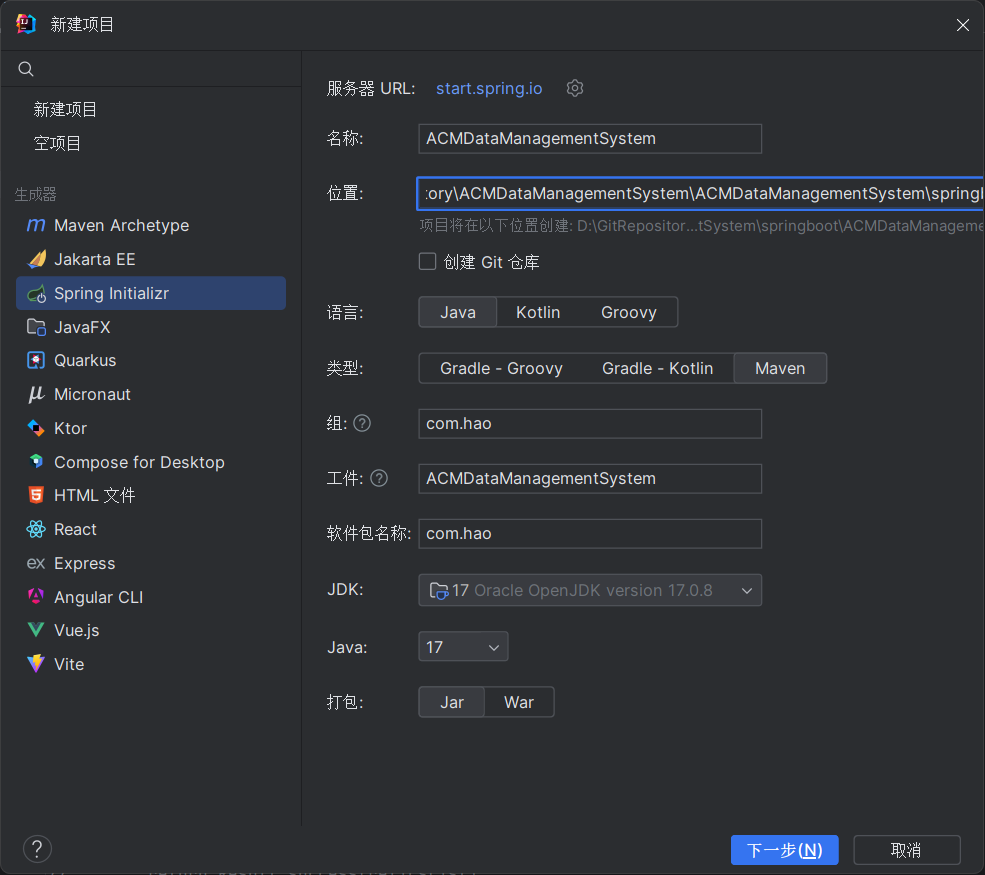 新建项目
新建项目
空项目
生成器
Maven Archetype
Jakarta EE
Spring Initializr
JavaFX
Quarkus
Micronaut
Ktor
Compose for Desktop
HTML 文件
React
Express
Angular CLI
Vue.js
Vite
服务器 URL: start.spring.io
名称: ACMDataManagementSystem
位置: tory\ACMDataManagementSystem\ACMDataManagementSystem\spring
项目将在以下位置创建: D:\GitRepositor...tSystem\springboot\ACMDataManageme
创建 Git 仓库
语言: Java Kotlin Groovy
类型: Gradle - Groovy Gradle - Kotlin Maven
组: com.hao
工件: ACMDataManagementSystem
软件包名称: com.hao
JDK: 17 Oracle OpenJDK version 17.0.8
Java: 17
打包: Jar War
下一步(N) 取消